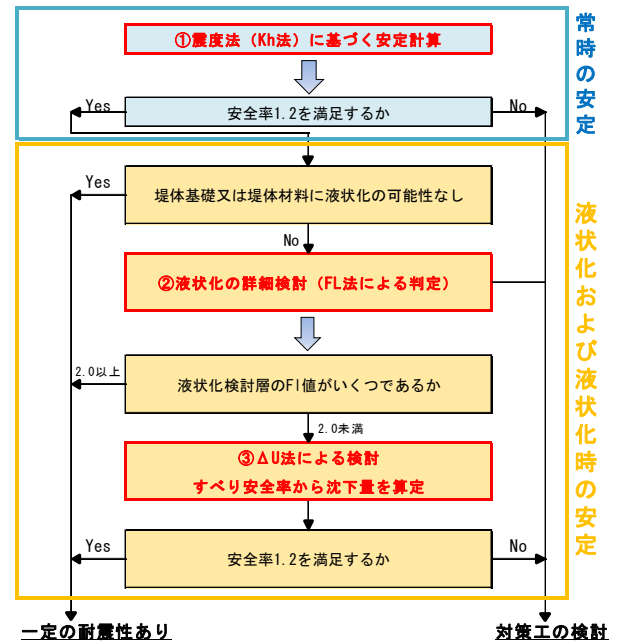 ①震度法（Kh法）に基づく安定計算
Yes
安全率1.2を満足するか
No
常時の安定
Yes
堤体基礎又は堤体材料に液状化の可能性なし
No
②液状化の詳細検討（FL法による判定）
2.0以上
液状化検討層のFl値がいくつであるか
2.0未満
③ΔU法による検討
すべり安全率から沈下量を算定
Yes
安全率1.2を満足するか
No
液状化および液状化時の安定
一定の耐震性あり
対策工の検討